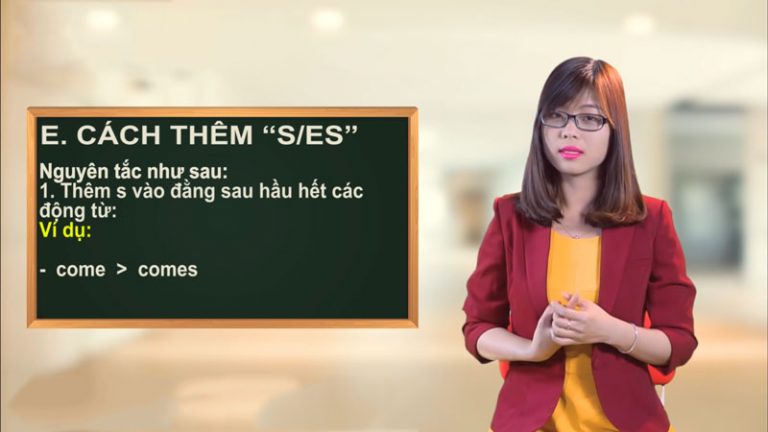 E. CÁCH THÊM “S/ES”
Nguyên tắc như sau:
1. Thêm s vào đằng sau hầu hết các
động từ:
Ví dụ:
- come > comes